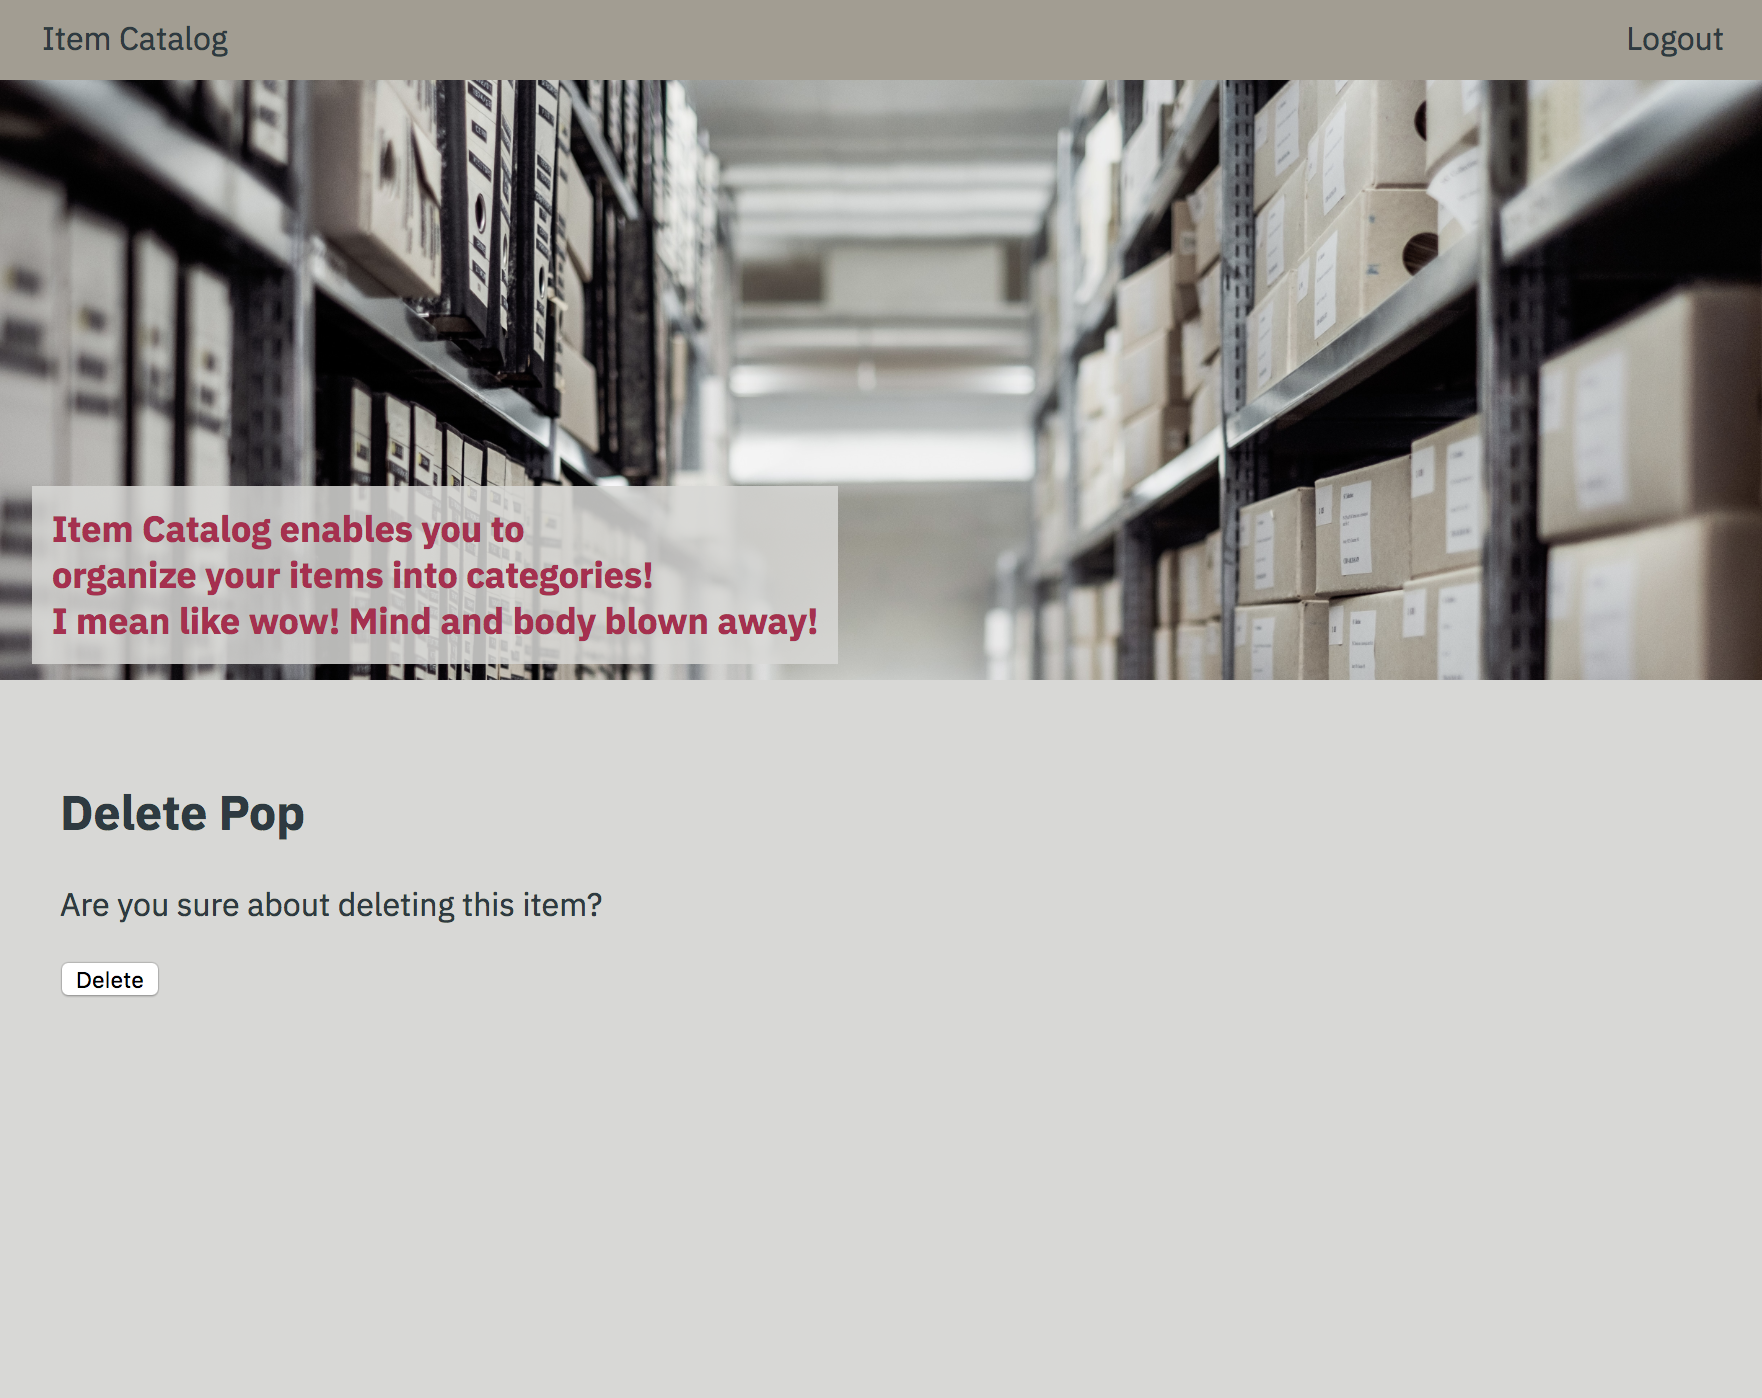 Item Catalog
Logout
Item Catalog enables you to
organize your items into categories!
I mean like wow! Mind and body blown away!
Delete Pop
Are you sure about deleting this item?
Delete